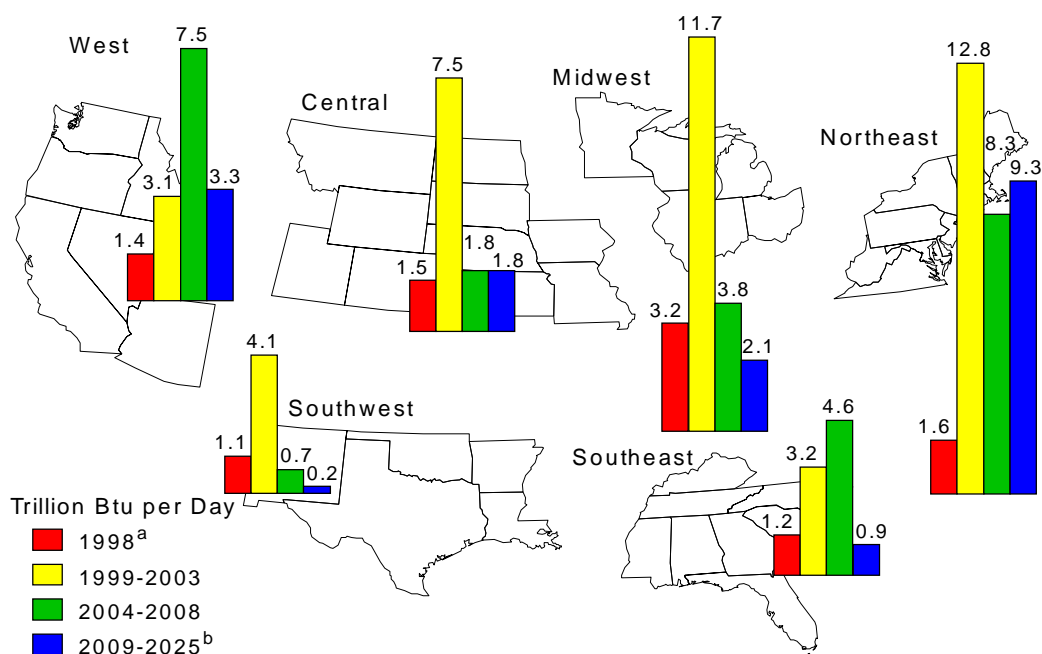 West
7.5
3.1
3.3
1.4
Central
7.5
1.8
1.5
1.8
Midwest
11.7
3.2
3.8
2.1
Northeast
12.8
8.3
9.3
1.6
4.1
Southwest
1.1
0.7
0.2
Southeast
4.6
3.2
1.2
0.9
Trillion Btu per Day
1998a
1999-2003
2004-2008
2009-2025b